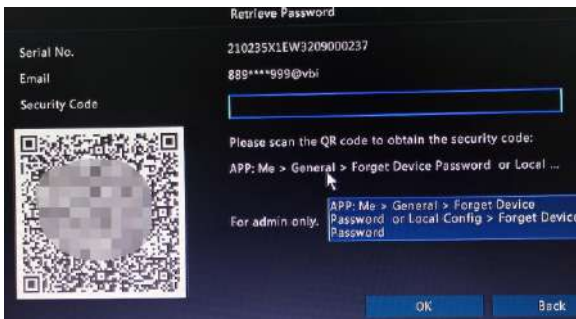 Retrieve Password
Serial No. 210235X1EW3209000237
Email 889****999@vbi
Security Code
Please scan the QR code to obtain the security code:
APP: Me > General > Forget Device Password or Local ...
For admin only.
APP: Me > General > Forget Device
Password or Local Config > Forget Device
Password
OK Back